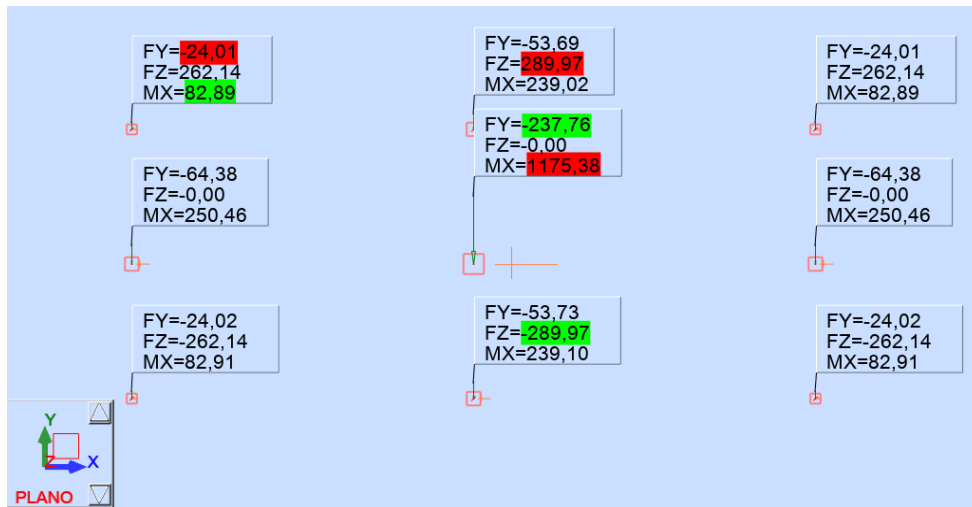 FY=-24,01
FZ=262,14
MX=82,89
FY=-53,69
FZ=289,97
MX=239,02
FY=-24,01
FZ=262,14
MX=82,89
FY=-64,38
FZ=-0,00
MX=250,46
FY=-237,76
FZ=-0,00
MX=1175,38
FY=-64,38
FZ=-0,00
MX=250,46
FY=-24,02
FZ=-262,14
MX=82,91
FY=-53,73
FZ=-289,97
MX=239,10
FY=-24,02
FZ=-262,14
MX=82,91
Y
Z
X
PLANO